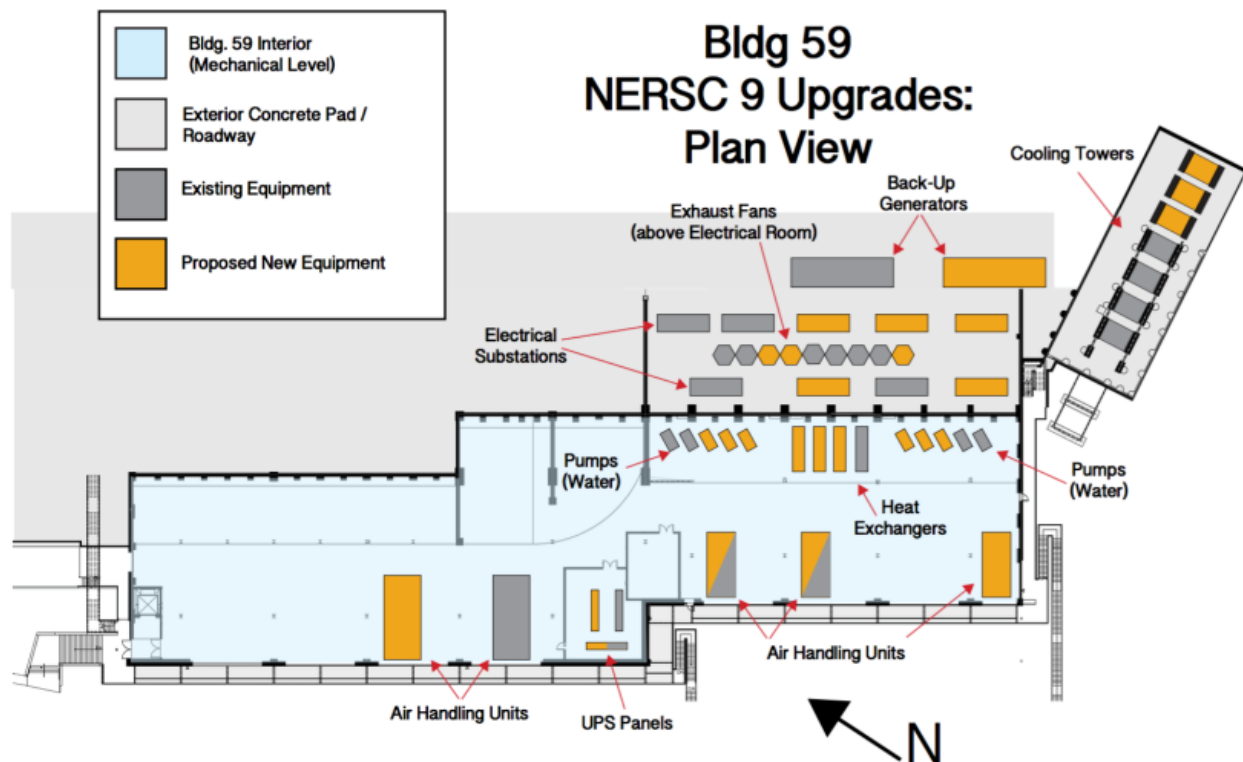 Bldg 59
NERSC 9 Upgrades:
Plan View
Bldg. 59 Interior
(Mechanical Level)
Exterior Concrete Pad /
Roadway
Existing Equipment
Proposed New Equipment
Cooling Towers
Back-Up
Generators
Exhaust Fans
(above Electrical Room)
Electrical
Substations
Pumps
(Water)
Heat
Exchangers
Pumps
(Water)
Air Handling Units
Air Handling Units
UPS Panels
N